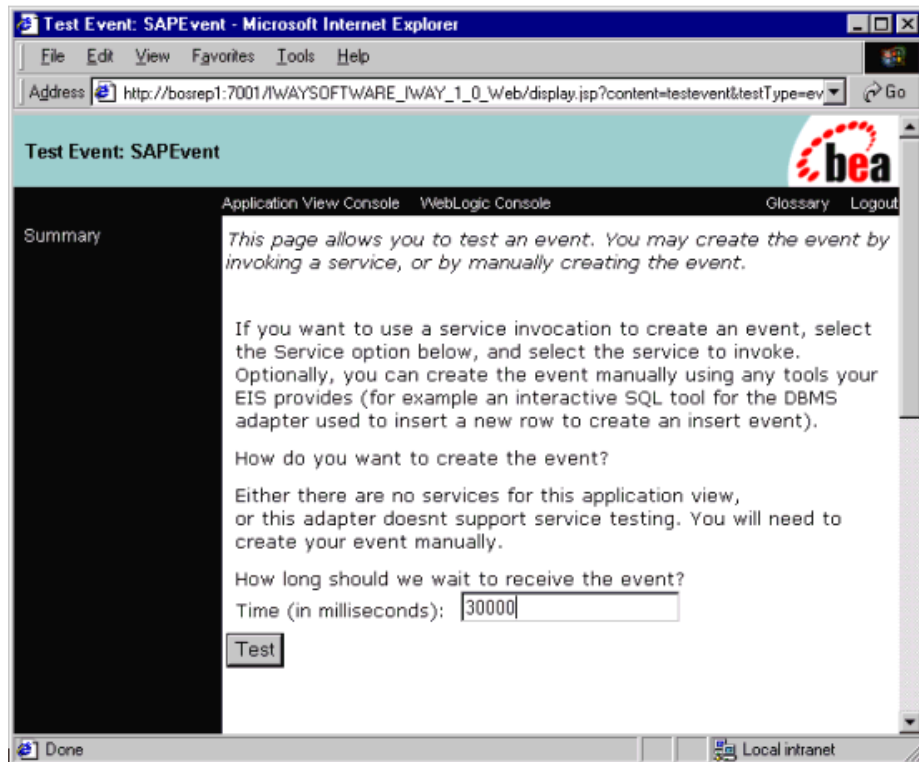 Test Event: SAPEvent - Microsoft Internet Explorer
File Edit View Favorites Tools Help
Address http://bosrep1:7001/IWAYSOFTWARE_IWAY_1_0_Web/display.jsp?content=testevent&testType=ev Go
Test Event: SAPEvent
bea
Application View Console WebLogic Console Glossary Logout
Summary
This page allows you to test an event. You may create the event by
invoking a service, or by manually creating the event.
If you want to use a service invocation to create an event, select
the Service option below, and select the service to invoke.
Optionally, you can create the event manually using any tools your
EIS provides (for example an interactive SQL tool for the DBMS
adapter used to insert a new row to create an insert event).
How do you want to create the event?
Either there are no services for this application view,
or this adapter doesnt support service testing. You will need to
create your event manually.
How long should we wait to receive the event?
Time (in milliseconds): 30000
Test
Done Local intranet